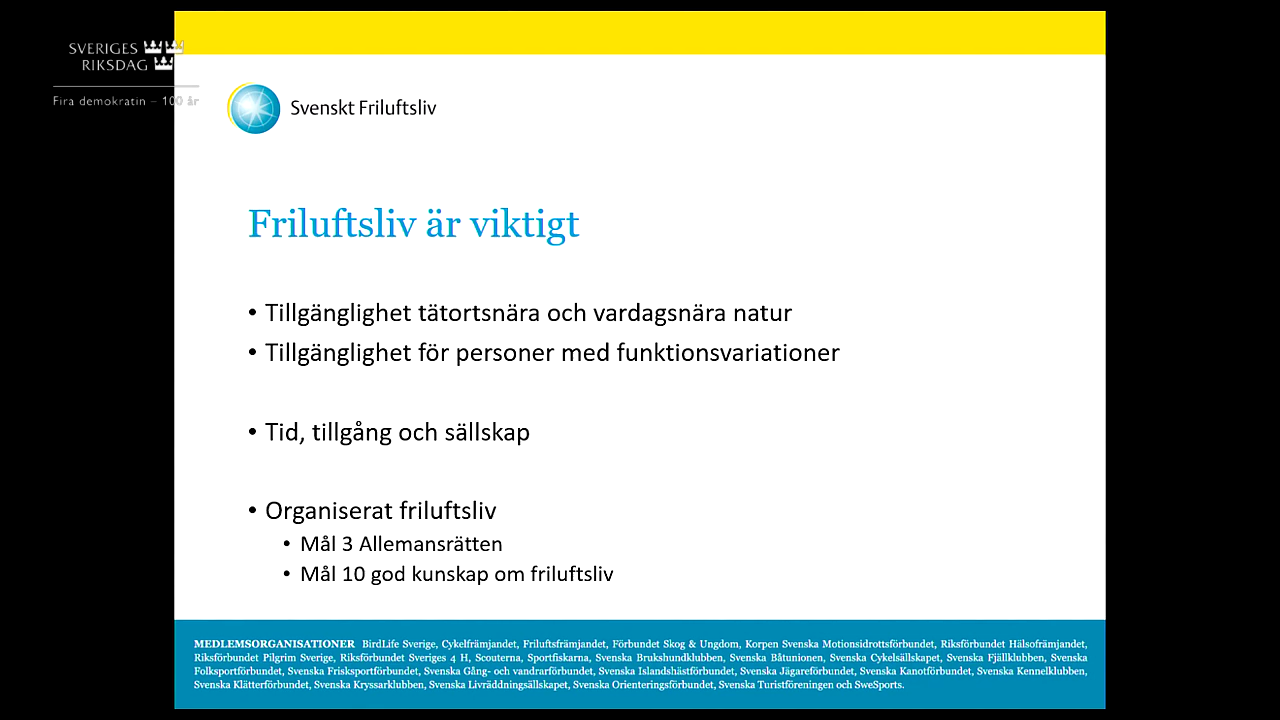 SVERIGES
RIKSDAG
Fira demokratin – 100 år
Svenskt Friluftsliv
Friluftsliv är viktigt
• Tillgänglighet tätortsnära och vardagsnära natur
• Tillgänglighet för personer med funktionsvariationer
• Tid, tillgång och sällskap
• Organiserat friluftsliv
• Mål 3 Allemansrätten
• Mål 10 god kunskap om friluftsliv
MEDLEMSORGANISATIONER BirdLife Sverige, Cykelfrämjandet, Friluftsfrämjandet, Förbundet Skog & Ungdom, Korpen Svenska Motionsidrottsförbundet, Riksförbundet Hälsofrämjandet,
Riksförbundet Pilgrim Sverige, Riksförbundet Sveriges 4 H, Scouterna, Sportfiskarna, Svenska Brukshundklubben, Svenska Båtunionen, Svenska Cykelsällskapet, Svenska Fjällklubben, Svenska
Folksportförbundet, Svenska Frisksportförbundet, Svenska Gång- och vandrarförbundet, Svenska Islandshästförbundet, Svenska Jägareförbundet, Svenska Kanotförbundet, Svenska Kennelklubben,
Svenska Klätterförbundet, Svenska Kryssarklubben, Svenska Livräddningsällskapet, Svenska Orienteringsförbundet, Svenska Turistföreningen och SweSports.